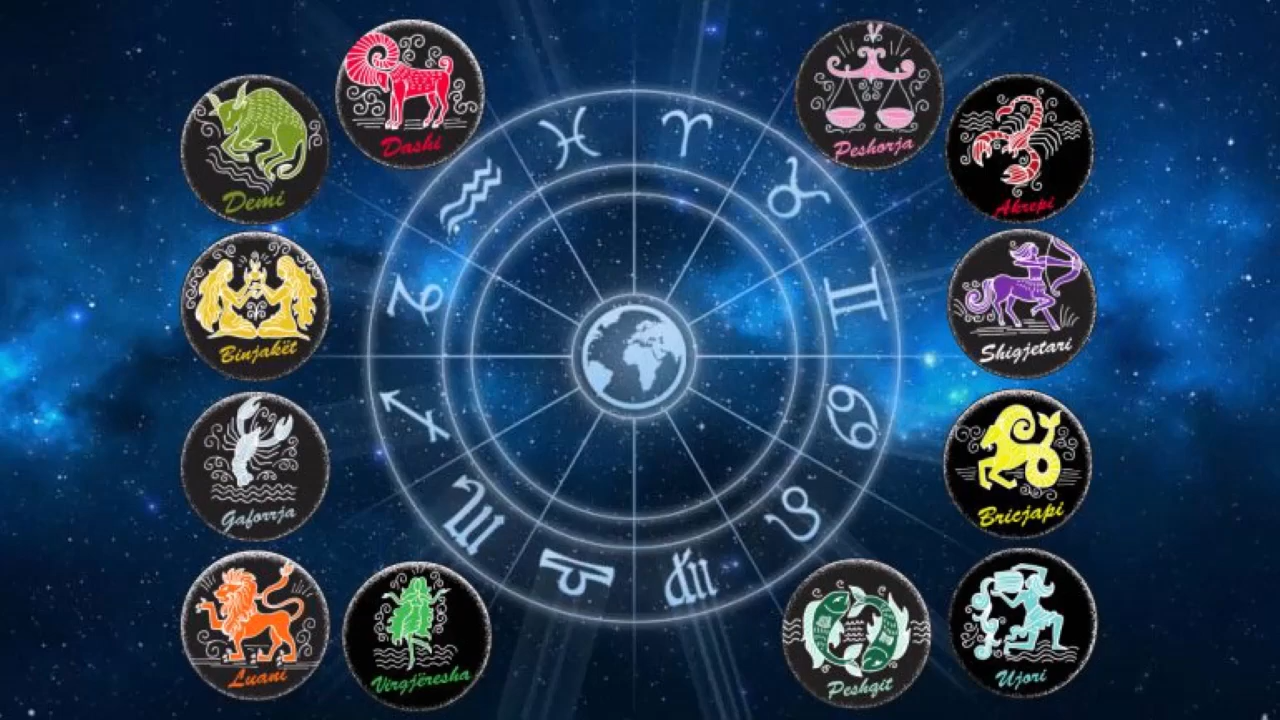 Dashi
Peshorja
Demi
Akrepi
Binjakët
Shigjetari
Gaforrja
Bricjapi
Luani
Virgjëresha
Peshqit
Ujori